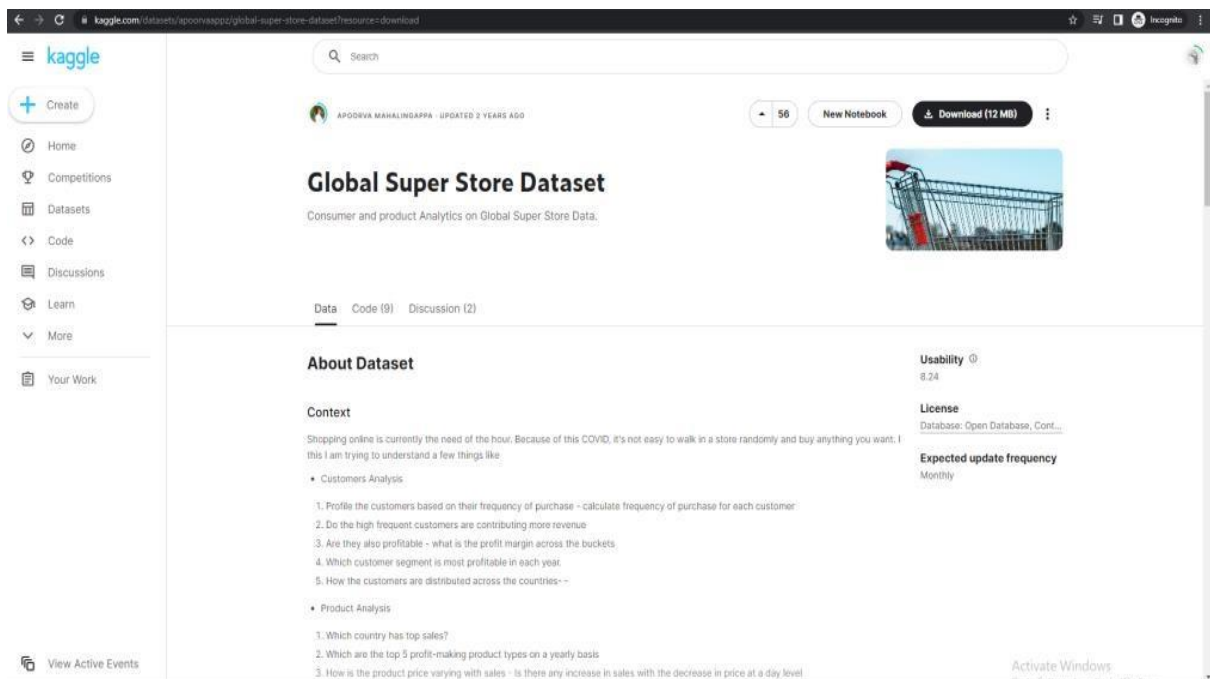 kaggle.com/datasets/apoorvaappz/global-super-store-dataset?resource=download
Incognito
kaggle
Search
Create
APOORVA MAHALINGAPPA · UPDATED 2 YEARS AGO
56
New Notebook
Download (12 MB)
Home
Competitions
Datasets
Code
Discussions
Learn
More
Your Work
View Active Events
Global Super Store Dataset
Consumer and product Analytics on Global Super Store Data.
Data Code (9) Discussion (2)
About Dataset
Context
Shopping online is currently the need of the hour. Because of this COVID, it's not easy to walk in a store randomly and buy anything you want. I
this I am trying to understand a few things like
• Customers Analysis
1. Profile the customers based on their frequency of purchase - calculate frequency of purchase for each customer
2. Do the high frequent customers are contributing more revenue
3. Are they also profitable - what is the profit margin across the buckets
4. Which customer segment is most profitable in each year.
5. How the customers are distributed across the countries- -
• Product Analysis
1. Which country has top sales?
2. Which are the top 5 profit-making product types on a yearly basis
3. How is the product price varying with sales - Is there any increase in sales with the decrease in price at a day level
Usability
8.24
License
Database: Open Database, Cont...
Expected update frequency
Monthly
Activate Windows